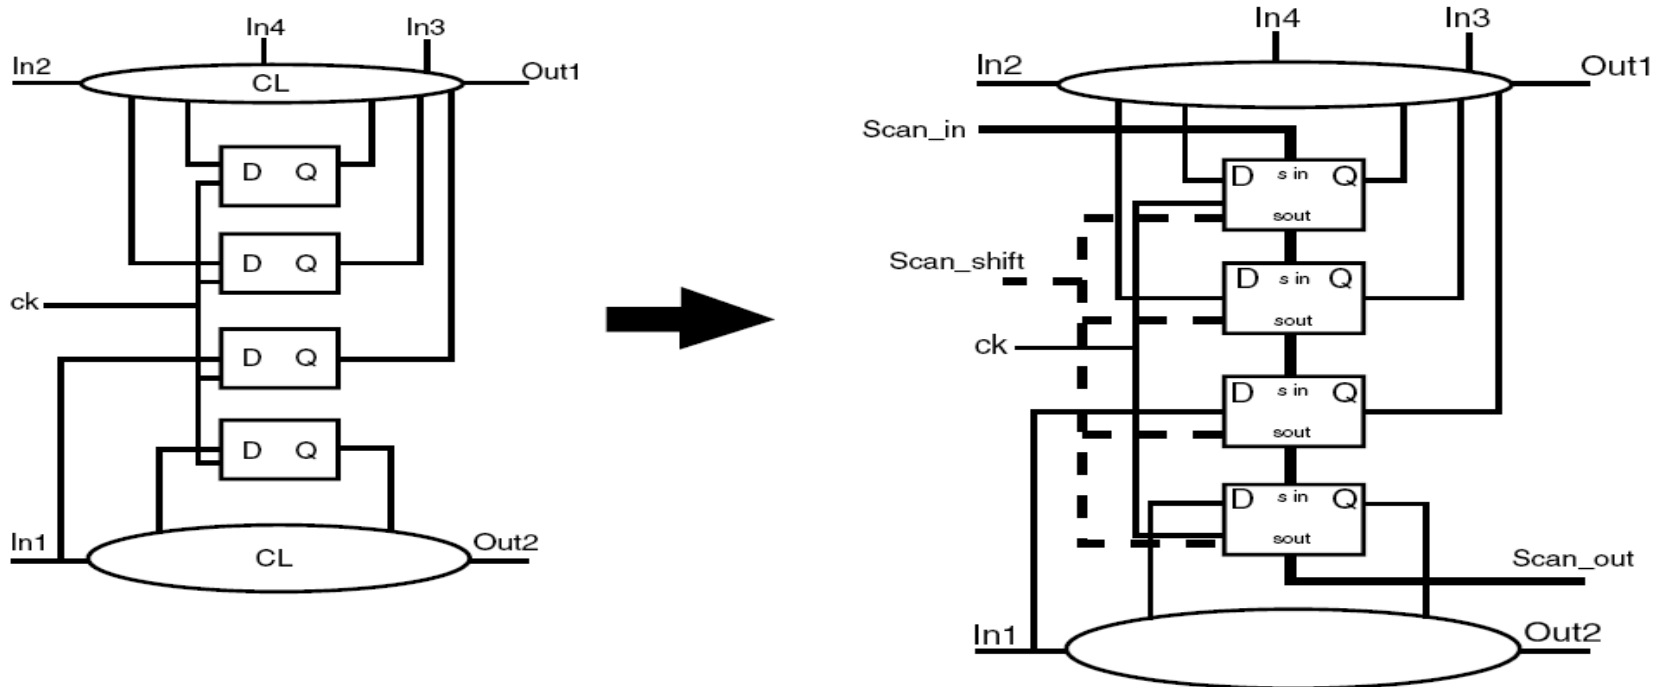 In4 In3
In2 CL Out1
D Q
D Q
ck
D Q
D Q
In1 CL Out2
In4 In3
In2 Out1
Scan_in
D s in Q
sout
Scan_shift
D s in Q
sout
ck
D s in Q
sout
D s in Q
sout
Scan_out
In1 Out2